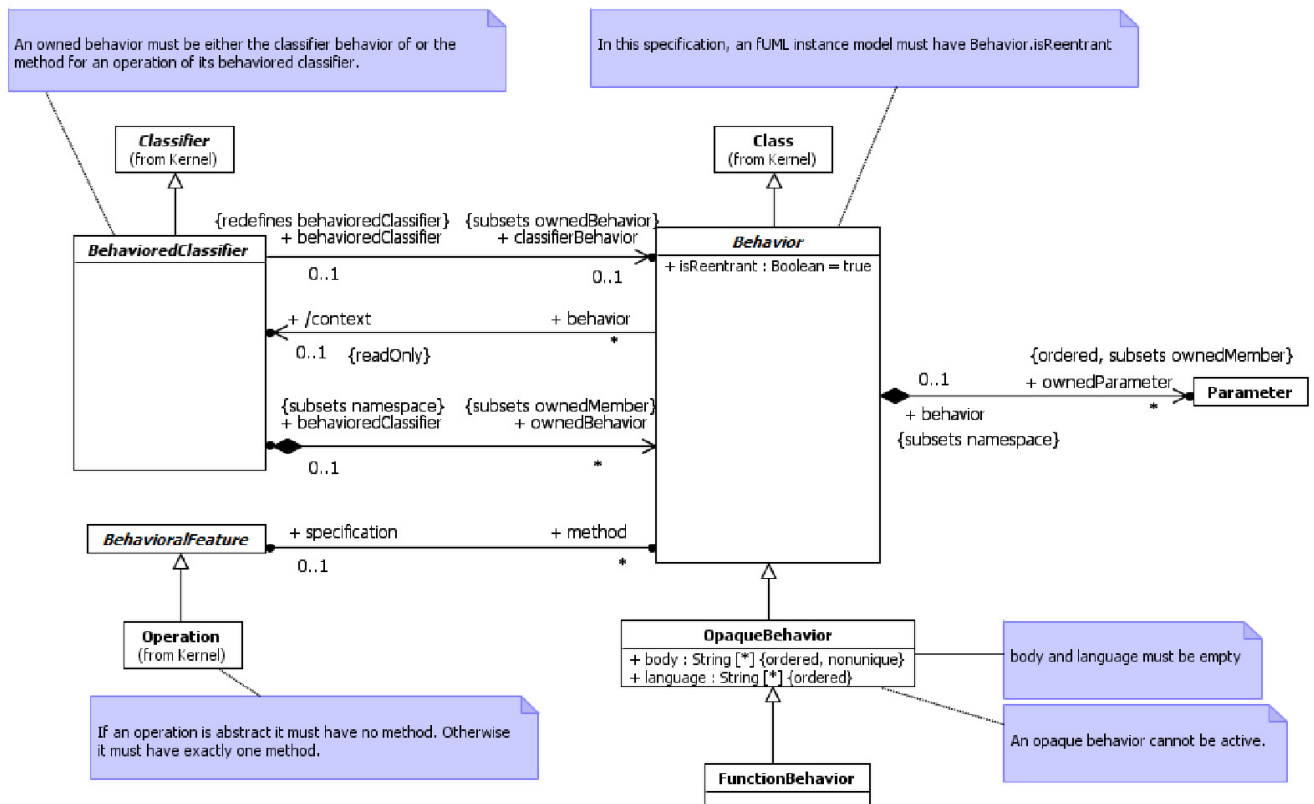 An owned behavior must be either the classifier behavior of or the
method for an operation of its behaviored classifier.
In this specification, an fUML instance model must have Behavior.isReentrant
Classifier
(from Kernel)
Class
(from Kernel)
{redefines behavioredClassifier}
+ behavioredClassifier
0..1
{subsets ownedBehavior}
+ classifierBehavior
0..1
BehavioredClassifier
Behavior
+ isReentrant : Boolean = true
+ /context
0..1
{readOnly}
+ behavior
*
{subsets namespace}
+ behavioredClassifier
0..1
{subsets ownedMember}
+ ownedBehavior
*
{ordered, subsets ownedMember}
0..1
+ ownedParameter
*
Parameter
+ behavior
{subsets namespace}
BehavioralFeature
+ specification
0..1
+ method
*
Operation
(from Kernel)
OpaqueBehavior
+ body : String [*] {ordered, nonunique}
+ language : String [*] {ordered}
body and language must be empty
If an operation is abstract it must have no method. Otherwise
it must have exactly one method.
An opaque behavior cannot be active.
FunctionBehavior